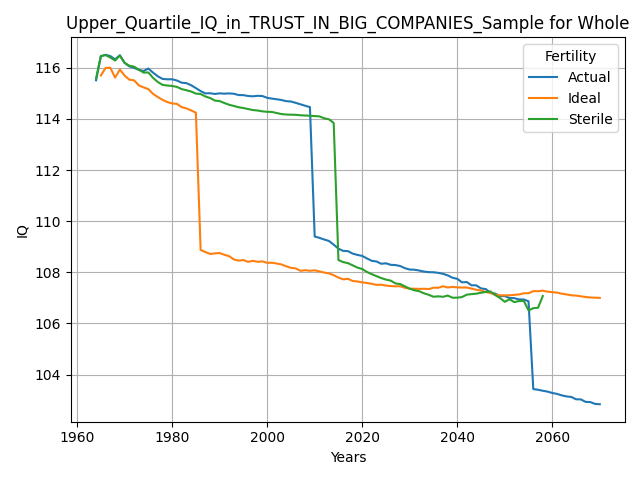 Upper_Quartile_IQ_in_TRUST_IN_BIG_COMPANIES_Sample for Whole
Fertility
Actual
Ideal
Sterile
116
114
112
110
108
106
104
IQ
1960
1980
2000
2020
2040
2060
Years